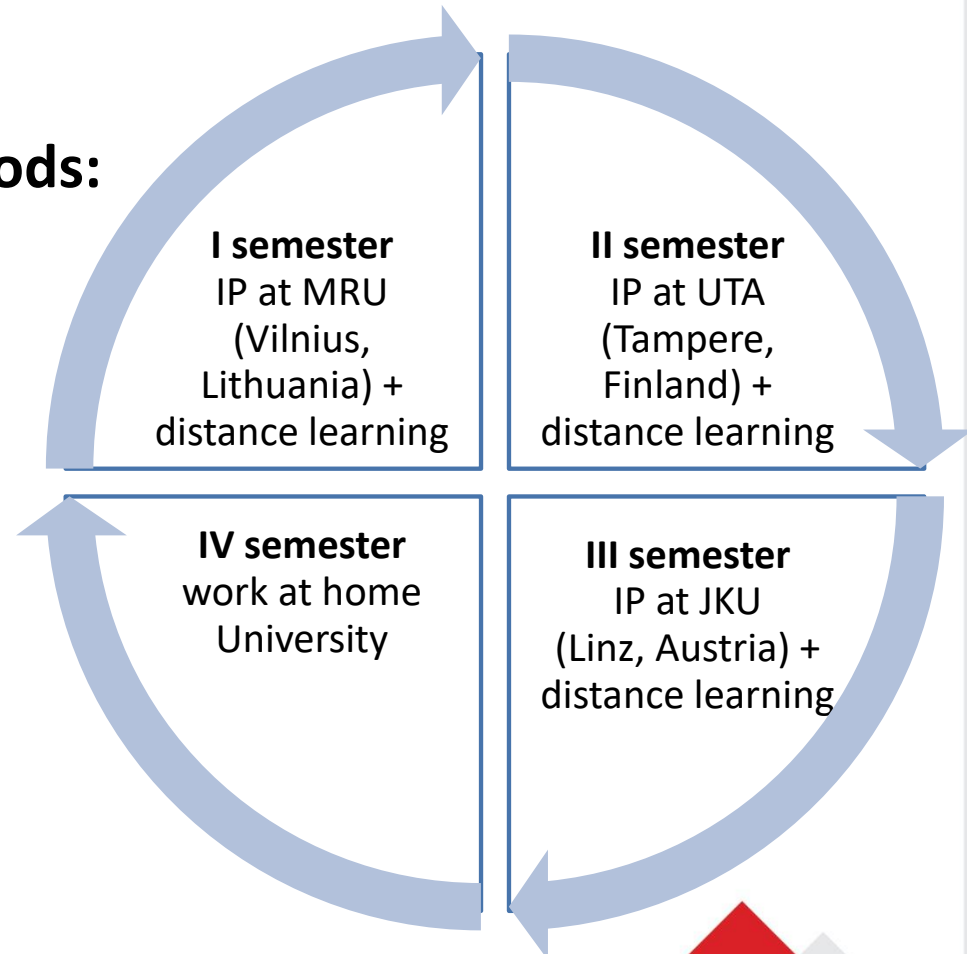 ods:
I semester
IP at MRU
(Vilnius,
Lithuania) +
distance learning
II semester
IP at UTA
(Tampere,
Finland) +
distance learning
IV semester
work at home
University
III semester
IP at JKU
(Linz, Austria) +
distance learning